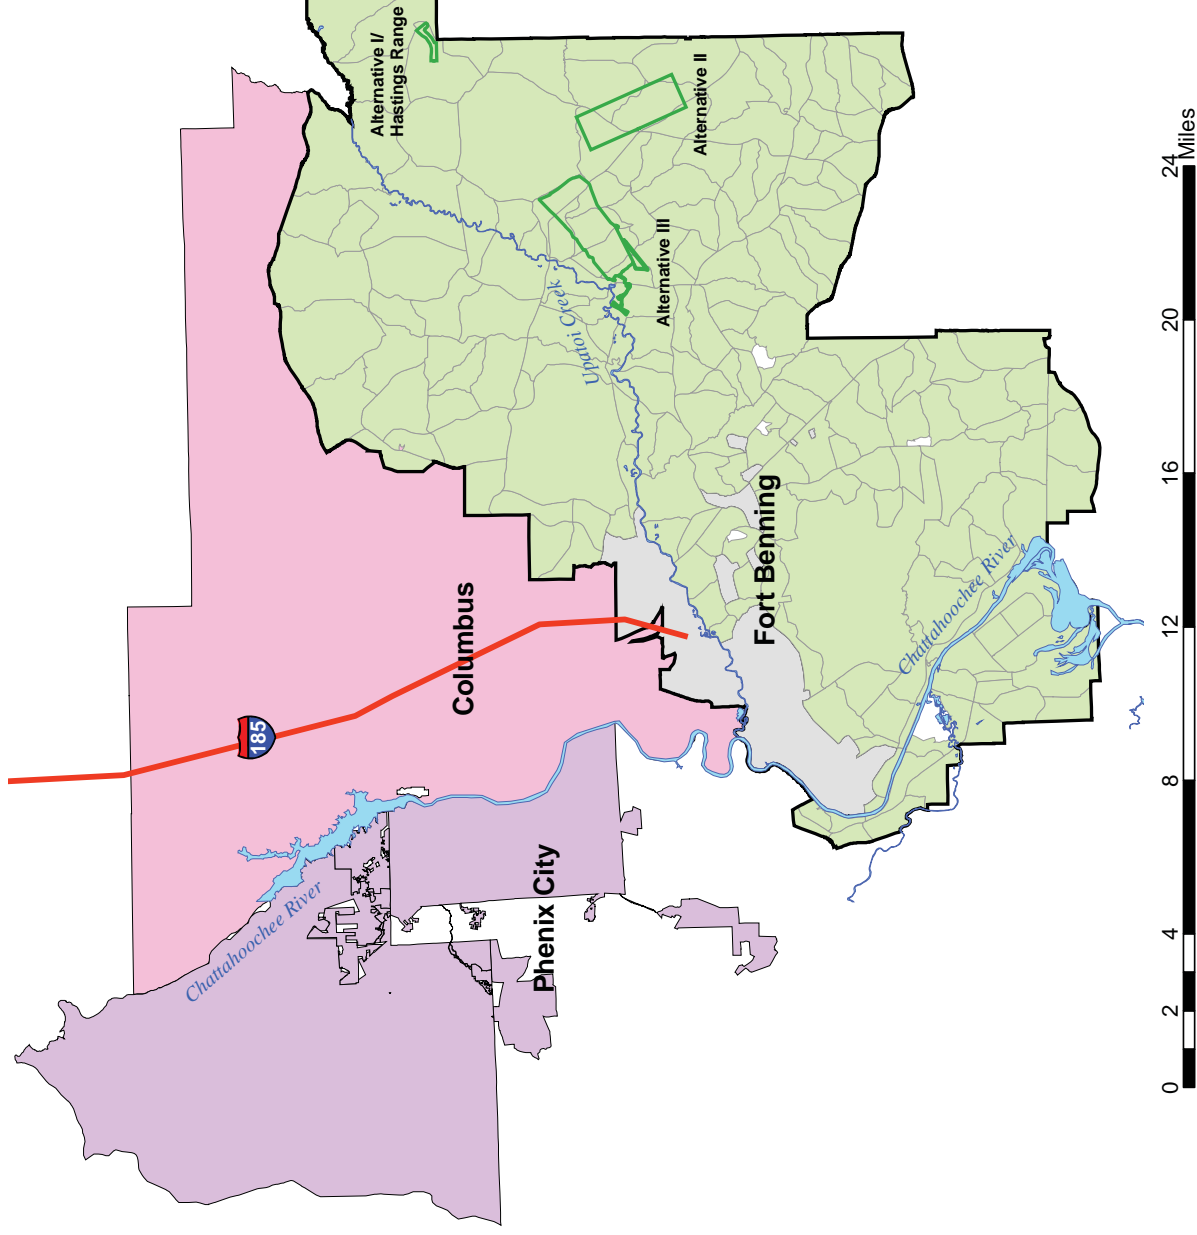 Alternative I/
Hastings Range
Alternative II
Alternative III
Upatoi Creek
Columbus
185
Fort Benning
Chattahoochee River
Chattahoochee River
Phenix City
0 2 4 8 12 16 20 24
Miles